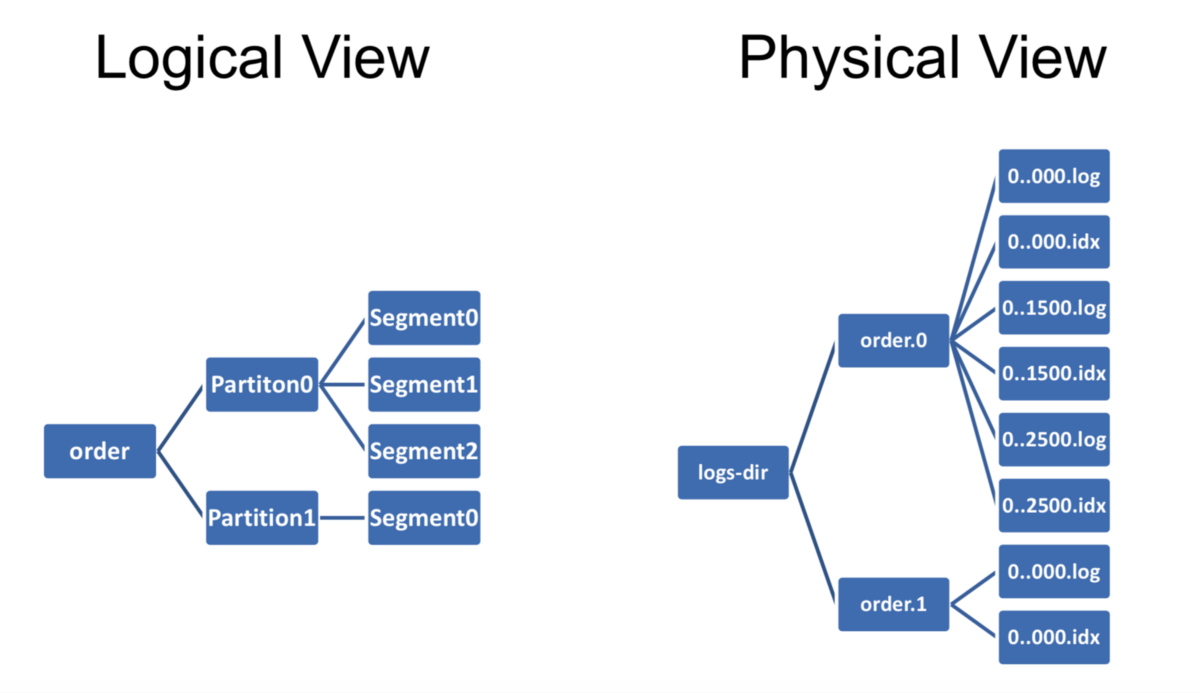 Logical View
order
Partiton0
Partition1
Segment0
Segment1
Segment2
Segment0
Physical View
logs-dir
order.0
order.1
0..000.log
0..000.idx
0..1500.log
0..1500.idx
0..2500.log
0..2500.idx
0..000.log
0..000.idx